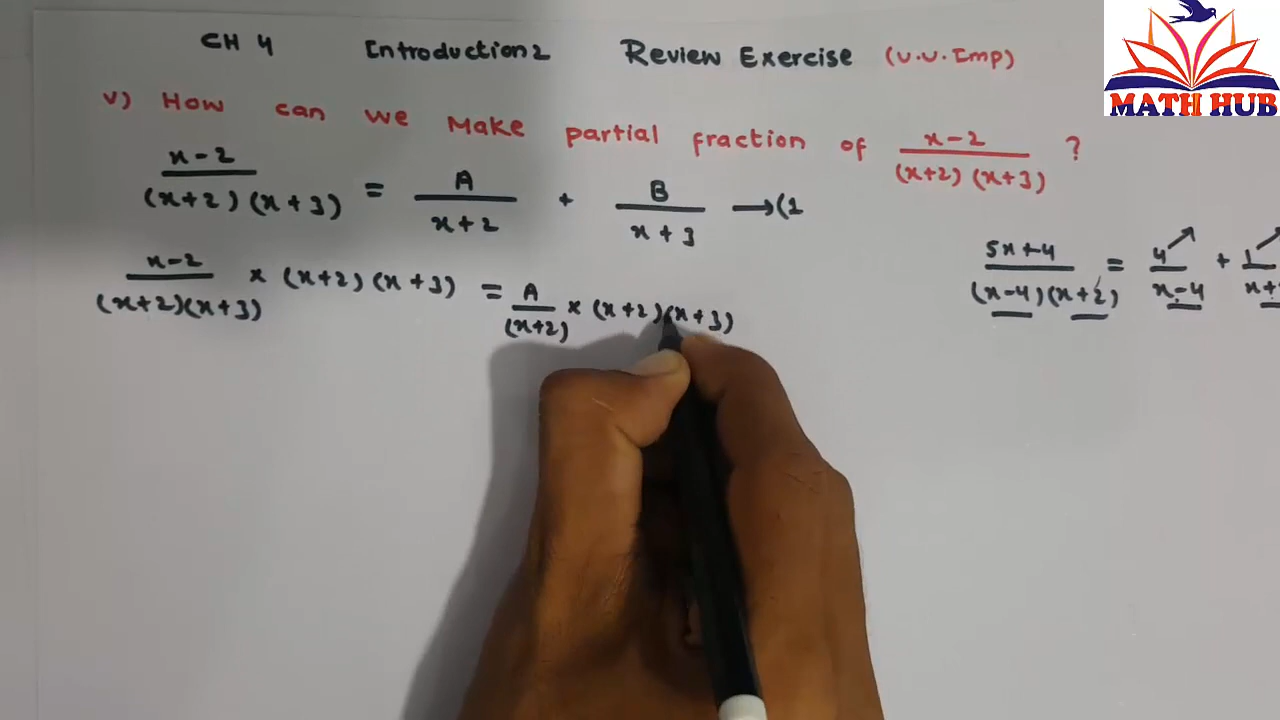 CH 4 Introduction2 Review Exercise (V.V.Imp)
MATH HUB
v) How can we Make partial fraction of x-2/(x+2)(x+3) ?
x-2/(x+2)(x+3) = A/x+2 + B/x+3 →(1
x-2/(x+2)(x+3) × (x+2)(x+3) = A/(x+2) × (x+2)(x+3)
5x+4/(x-4)(x+2) = 4/x-4 + 1/x+